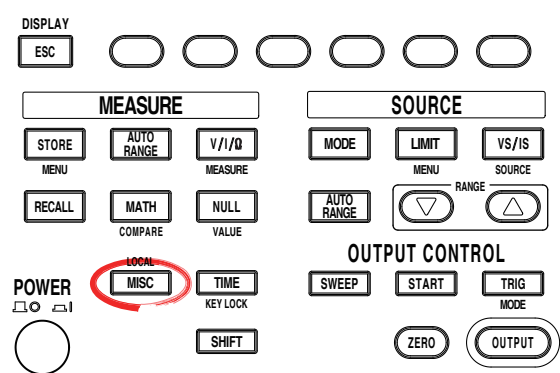 DISPLAY
ESC
MEASURE
STORE AUTO RANGE V/I/Ω
MENU MEASURE
RECALL MATH NULL
COMPARE VALUE
LOCAL
MISC TIME
KEY LOCK
POWER
SHIFT
SOURCE
MODE LIMIT VS/IS
MENU SOURCE
AUTO RANGE RANGE
OUTPUT CONTROL
SWEEP START TRIG
MODE
ZERO OUTPUT